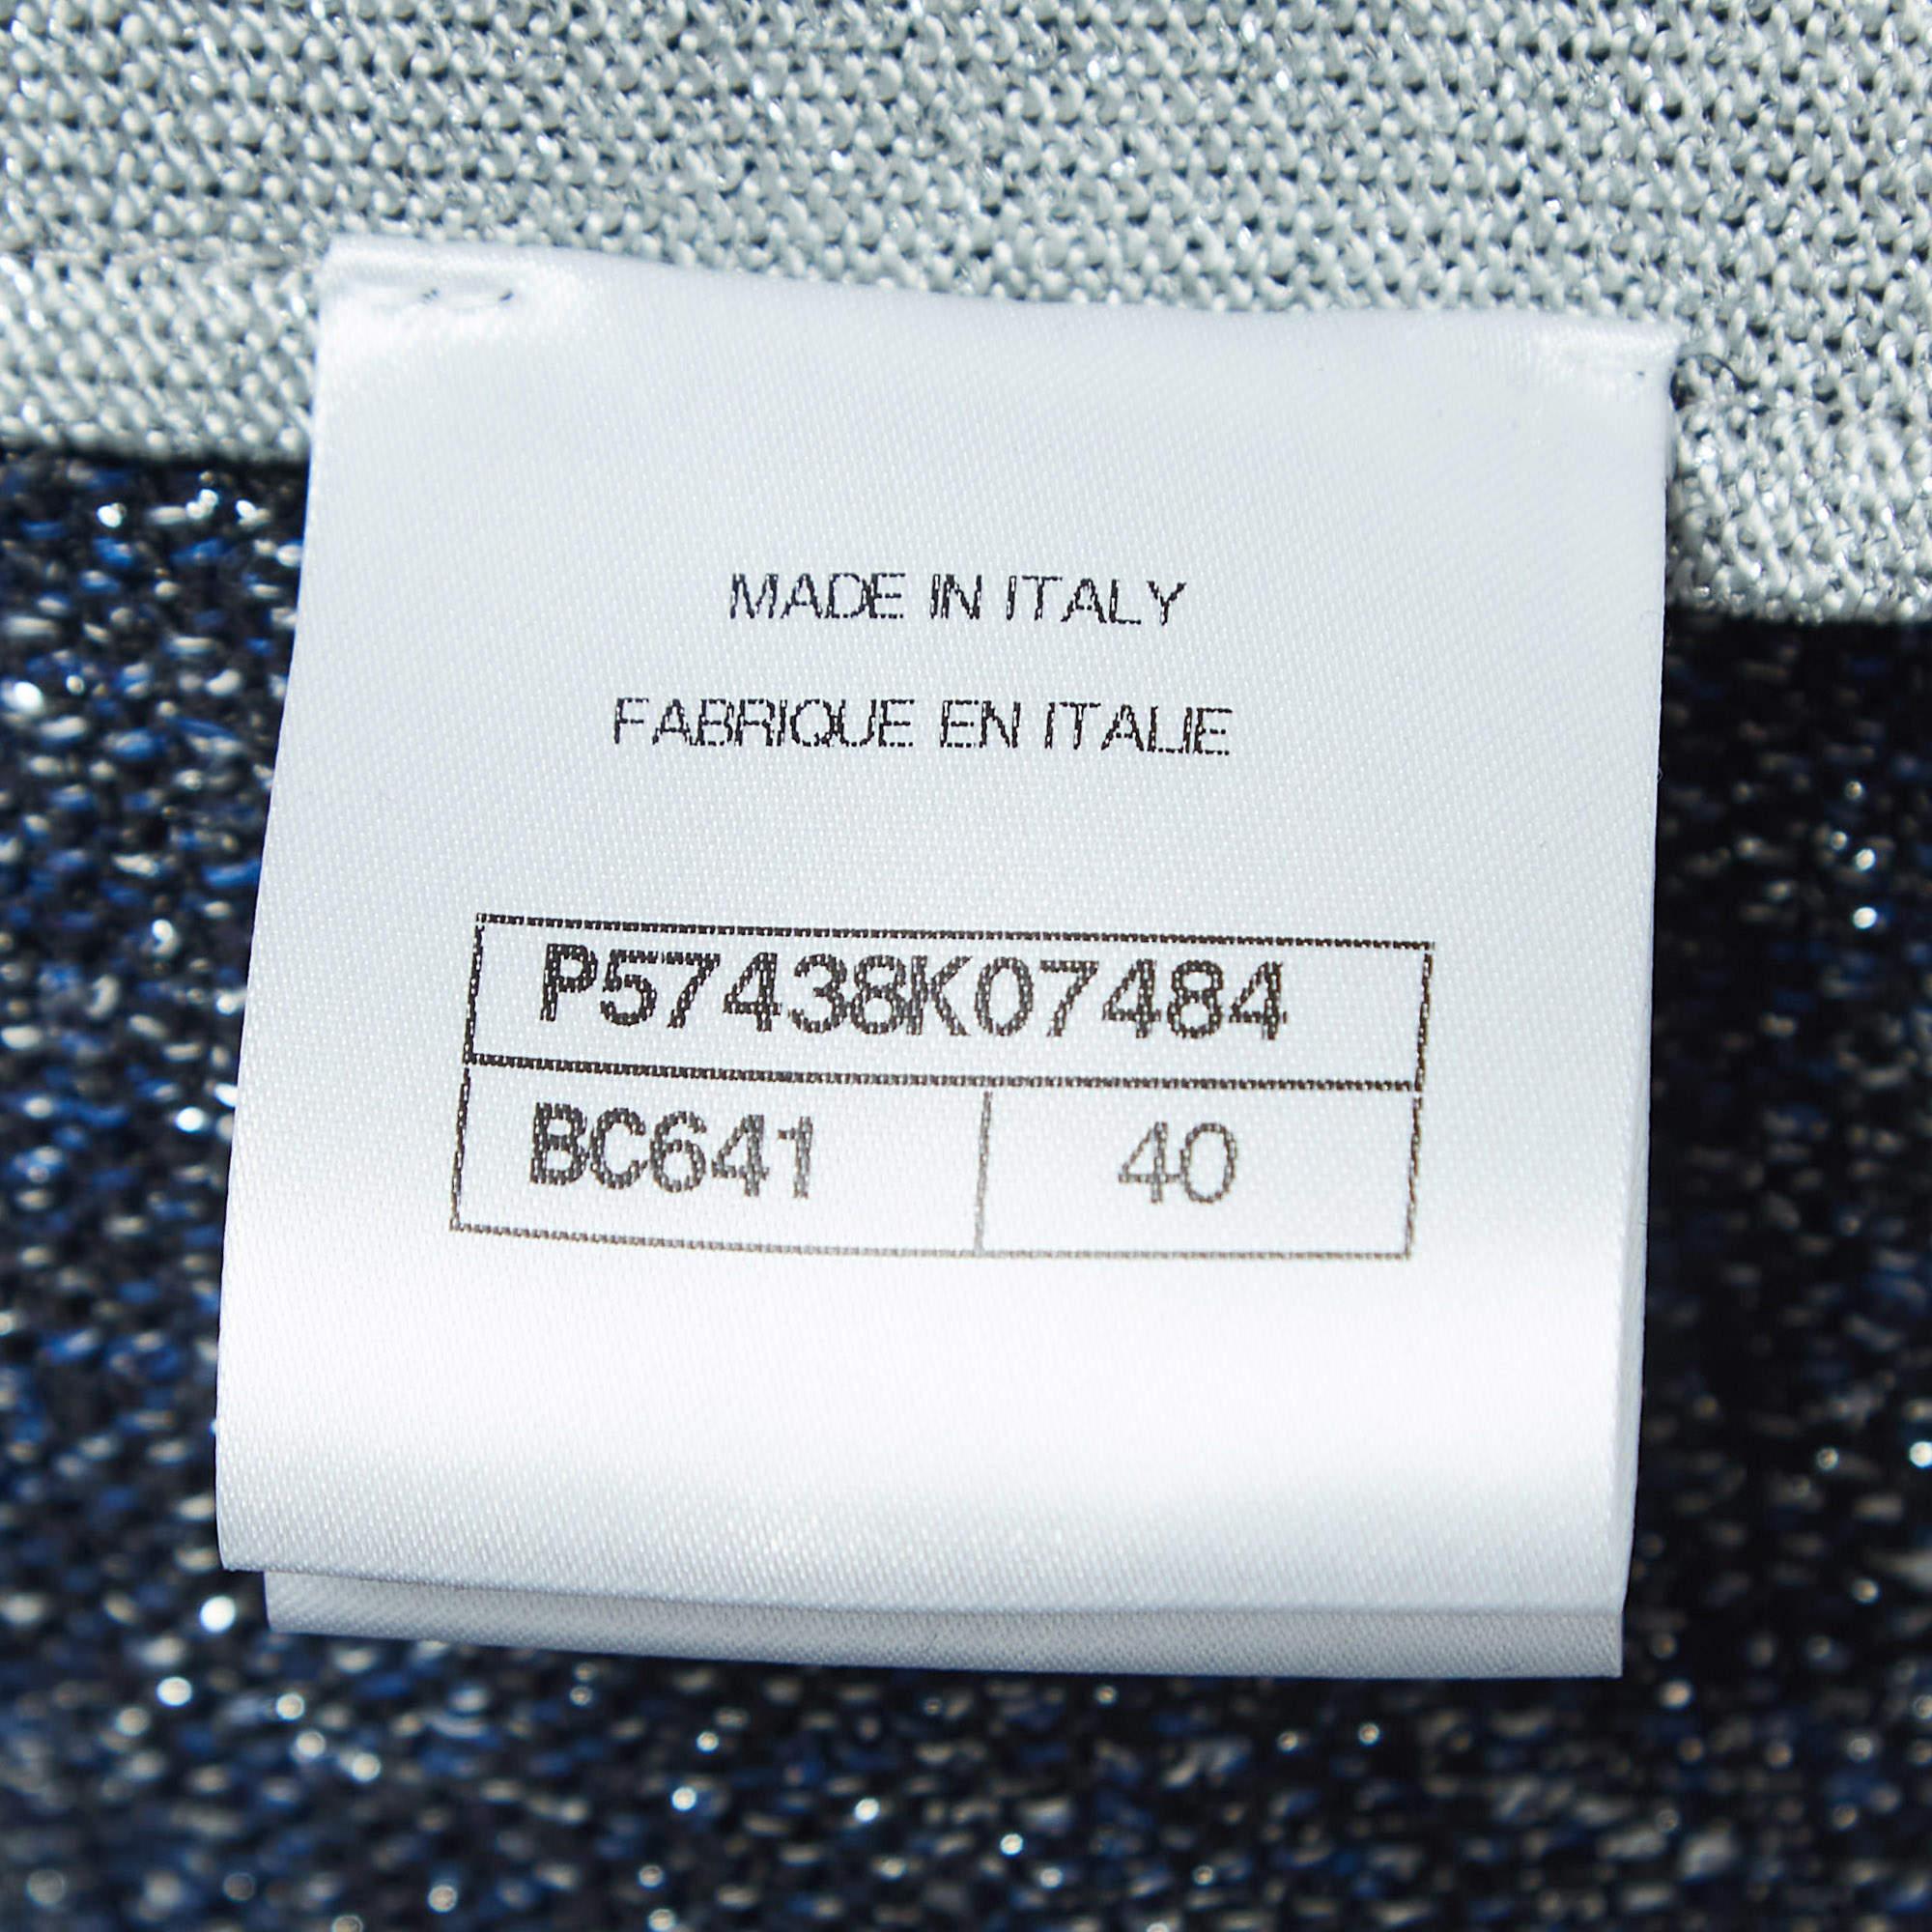 MADE IN ITALY
FABRIQUE EN ITALIE
P57438K07484
BC641 40